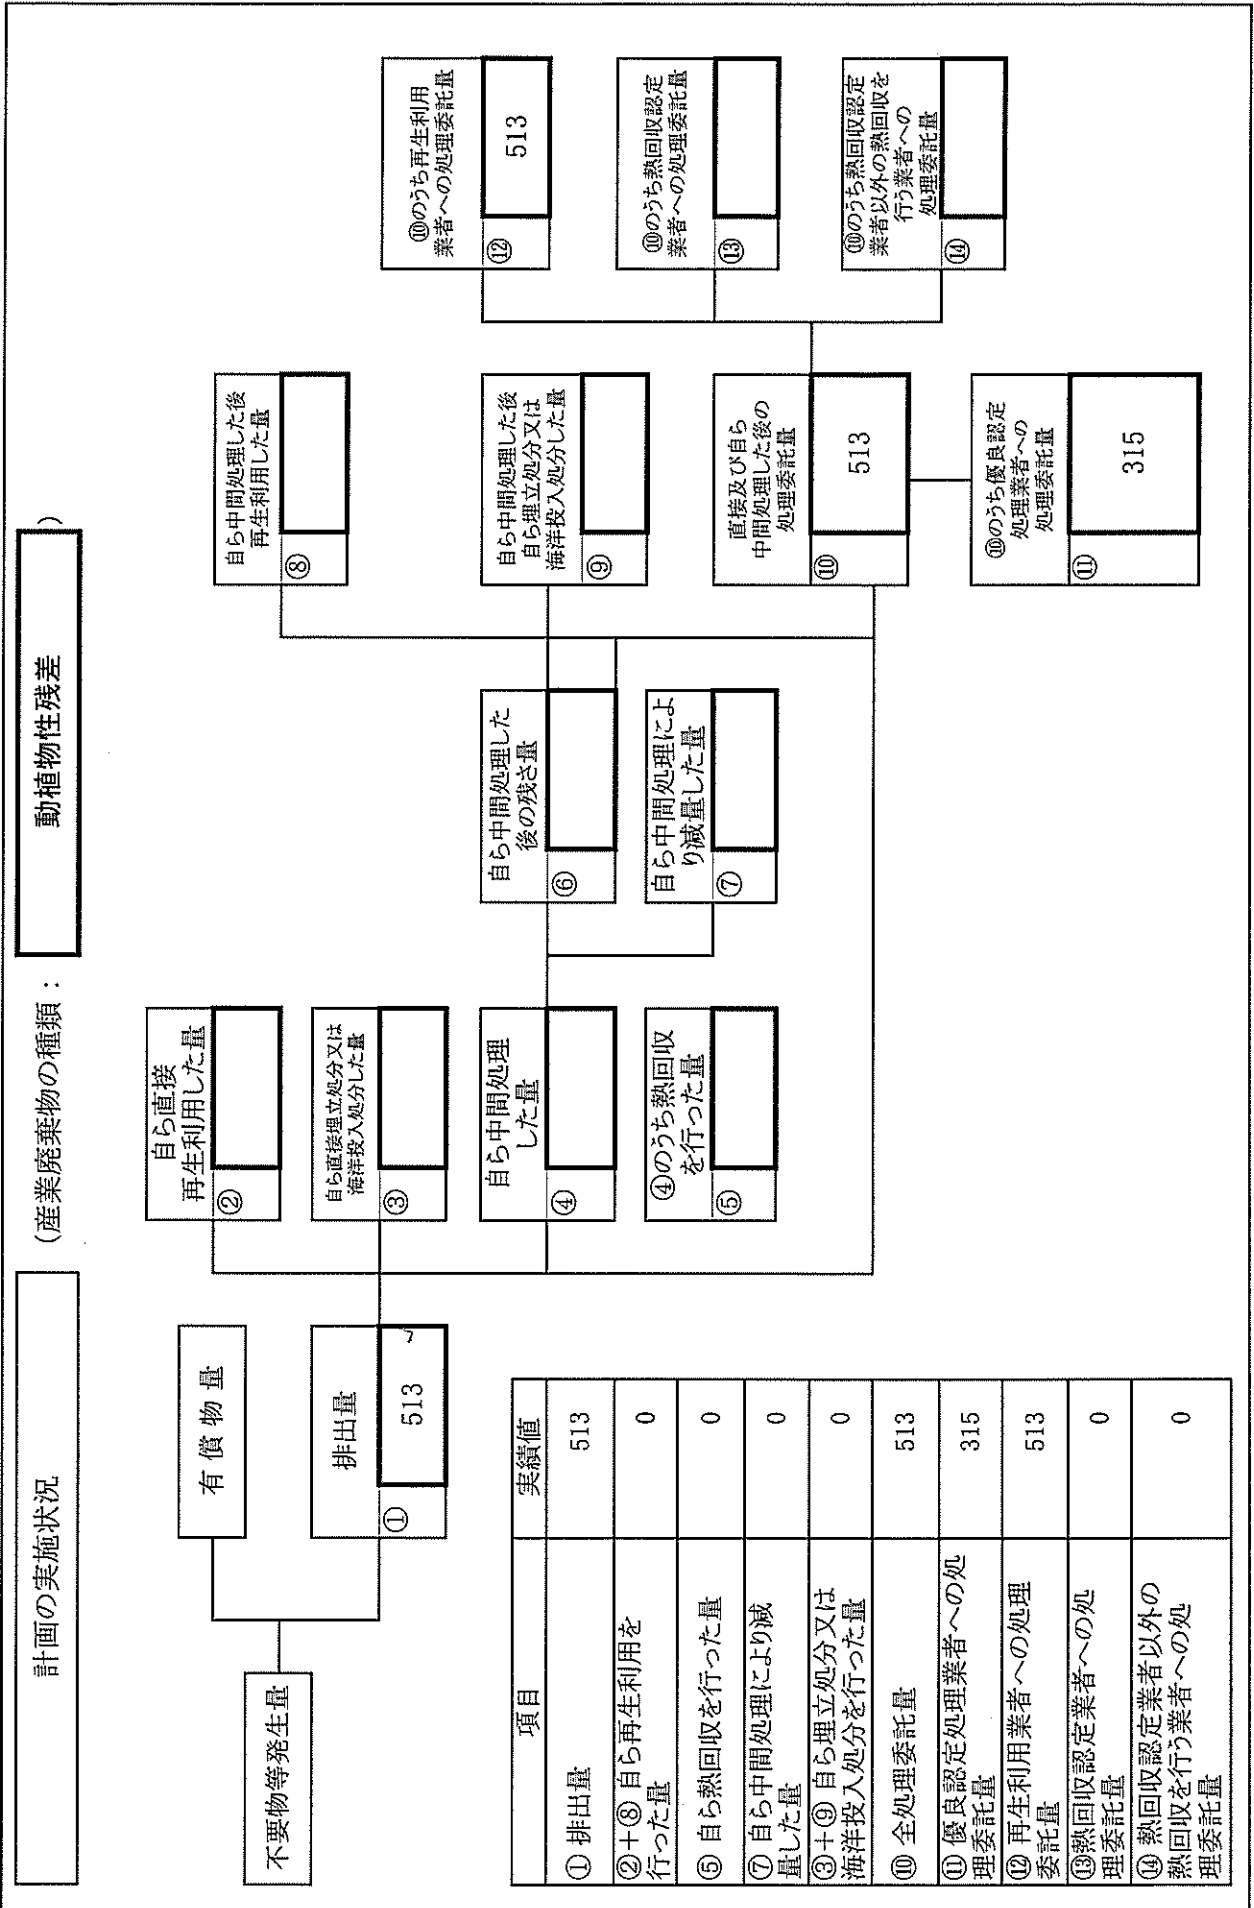 計画の実施状況
(産業廃棄物の種類：
動植物性残差
)
不要物等発生量
有 償 物 量
排出量
①
513
自ら直接
再生利用した量
②
自ら直接埋立処分又は
海洋投入処分した量
③
自ら中間処理
した量
④
④のうち熱回収
を行った量
⑤
自ら中間処理した
後の残さ量
⑥
自ら中間処理によ
り減量した量
⑦
自ら中間処理した後
再生利用した量
⑧
自ら中間処理した後
自ら埋立処分又は
海洋投入処分した量
⑨
直接及び自ら
中間処理した後の
処理委託量
⑩
513
⑩のうち優良認定
処理業者への
処理委託量
⑪
315
⑩のうち再生利用
業者への処理委託量
⑫
513
⑩のうち熱回収認定
業者への処理委託量
⑬
⑩のうち熱回収認定
業者以外の熱回収を
行う業者への
処理委託量
⑭
項目
実績値
① 排出量
513
②＋⑧ 自ら再生利用を
行った量
0
⑤ 自ら熱回収を行った量
0
⑦ 自ら中間処理により減
量した量
0
③＋⑨ 自ら埋立処分又は
海洋投入処分を行った量
0
⑩ 全処理委託量
513
⑪ 優良認定処理業者への処
理委託量
315
⑫ 再生利用業者への処理
委託量
513
⑬熱回収認定業者への処
理委託量
0
⑭ 熱回収認定業者以外の
熱回収を行う業者への処
理委託量
0